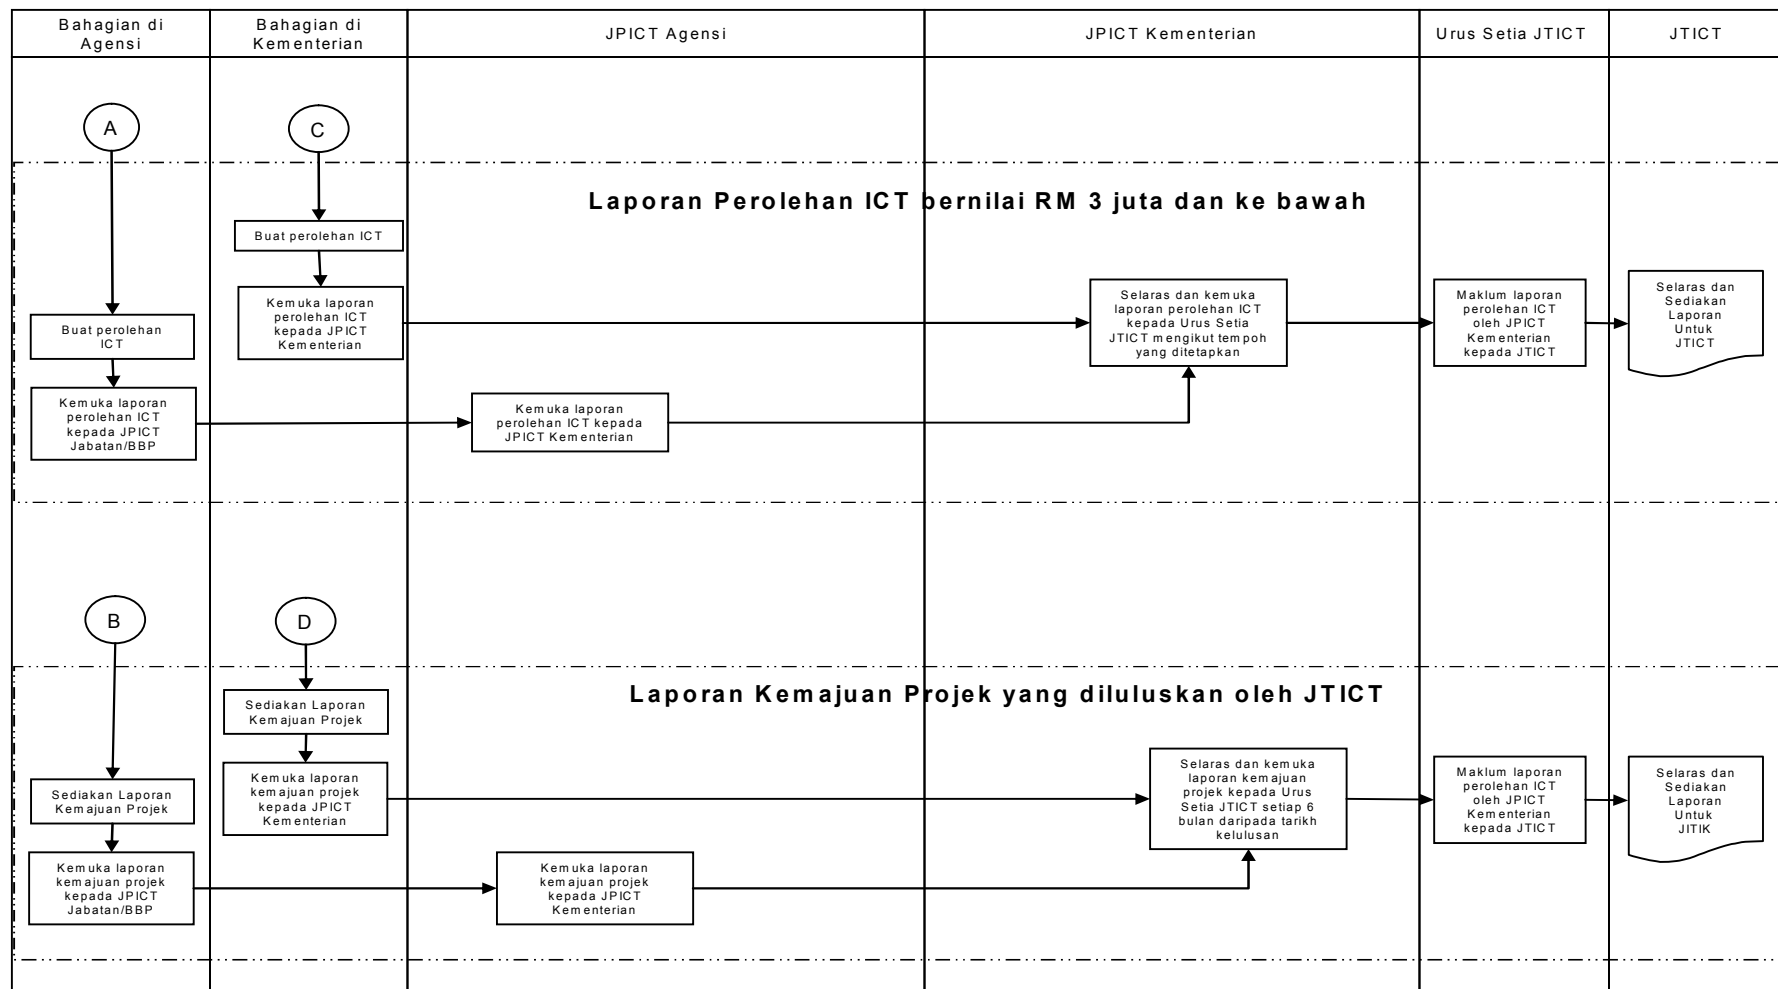 Bahagian di
Agensi
Bahagian di
Kementerian
JPICT Agensi
JPICT Kementerian
Urus Setia JTICT
JTICT
A
C
Laporan Perolehan ICT bernilai RM 3 juta dan ke bawah
Buat perolehan ICT
Kemuka laporan
perolehan ICT
kepada JPICT
Kementerian
Selaras dan kemuka
laporan perolehan ICT
kepada Urus Setia
JTICT mengikut tempoh
yang ditetapkan
Maklum laporan
perolehan ICT
oleh JPICT
Kementerian
kepada JTICT
Selaras dan
Sediakan
Laporan
Untuk
JTICT
Buat perolehan
ICT
Kemuka laporan
perolehan ICT
kepada JPICT
Jabatan/BBP
Kemuka laporan
perolehan ICT kepada
JPICT Kementerian
B
D
Laporan Kemajuan Projek yang diluluskan oleh JTICT
Sediakan Laporan
Kemajuan Projek
Kemuka laporan
kemajuan projek
kepada JPICT
Kementerian
Selaras dan kemuka
laporan kemajuan
projek kepada Urus
Setia JTICT setiap 6
bulan daripada tarikh
kelulusan
Maklum laporan
perolehan ICT
oleh JPICT
Kementerian
kepada JTICT
Selaras dan
Sediakan
Laporan
Untuk
JITIK
Sediakan Laporan
Kemajuan Projek
Kemuka laporan
kemajuan projek
kepada JPICT
Jabatan/BBP
Kemuka laporan
kemajuan projek
kepada JPICT
Kementerian